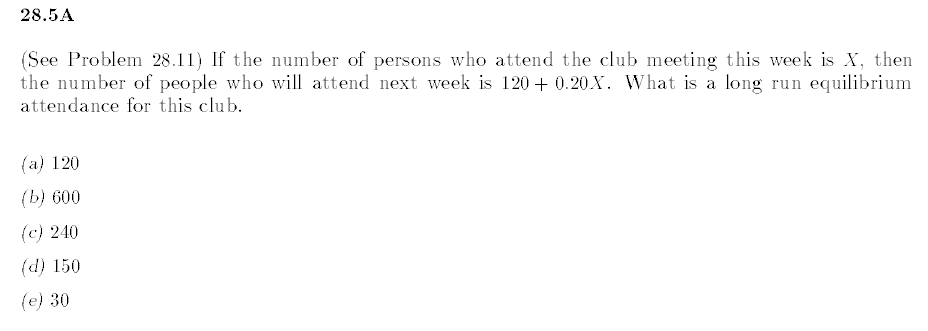 28.5A
(See Problem 28.11) If the number of persons who attend the club meeting this week is X, then
the number of people who will attend next week is 120 + 0.20X. What is a long run equilibrium
attendance for this club.
(a) 120
(b) 600
(c) 240
(d) 150
(e) 30